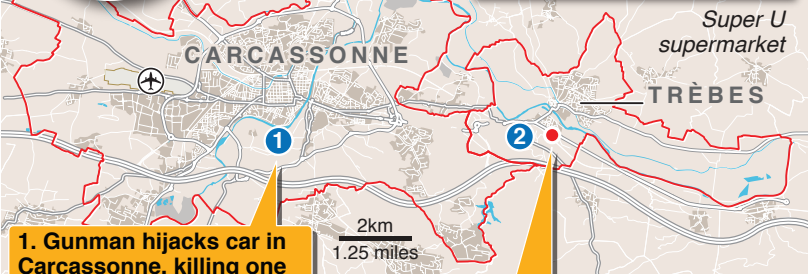 Super U
supermarket
CARCASSONNE
TRÈBES
1
2
1. Gunman hijacks car in
Carcassonne, killing one
2km
1.25 miles